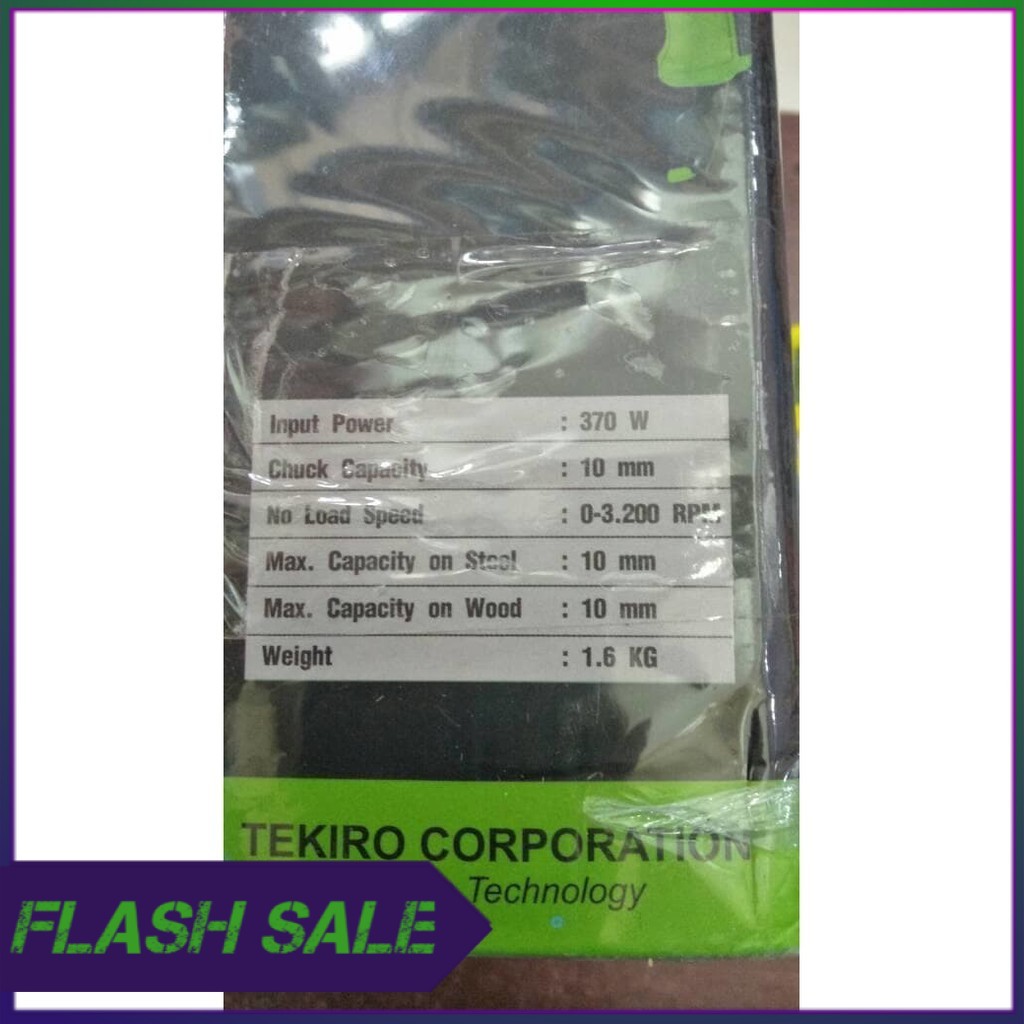 Input Power : 370 W
Chuck Capacity : 10 mm
No Load Speed : 0-3.200 RPM
Max. Capacity on Steel : 10 mm
Max. Capacity on Wood : 10 mm
Weight : 1.6 KG
TEKIRO CORPORATION
Technology
FLASH SALE